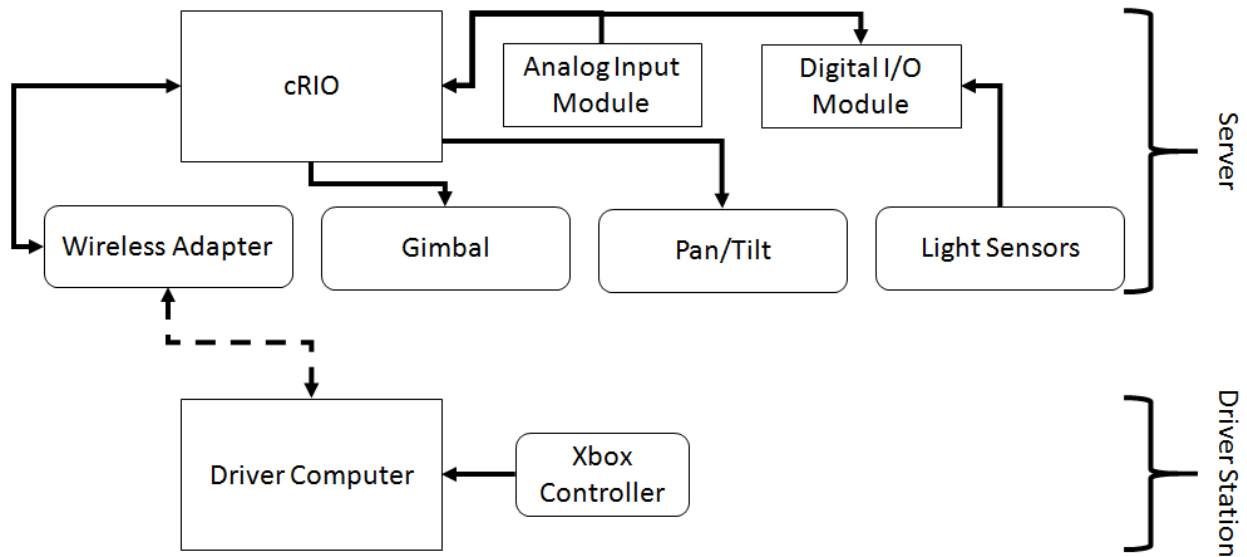 cRIO
Analog Input
Module
Digital I/O
Module
Server
Wireless Adapter
Gimbal
Pan/Tilt
Light Sensors
Driver Computer
Xbox
Controller
Driver Station